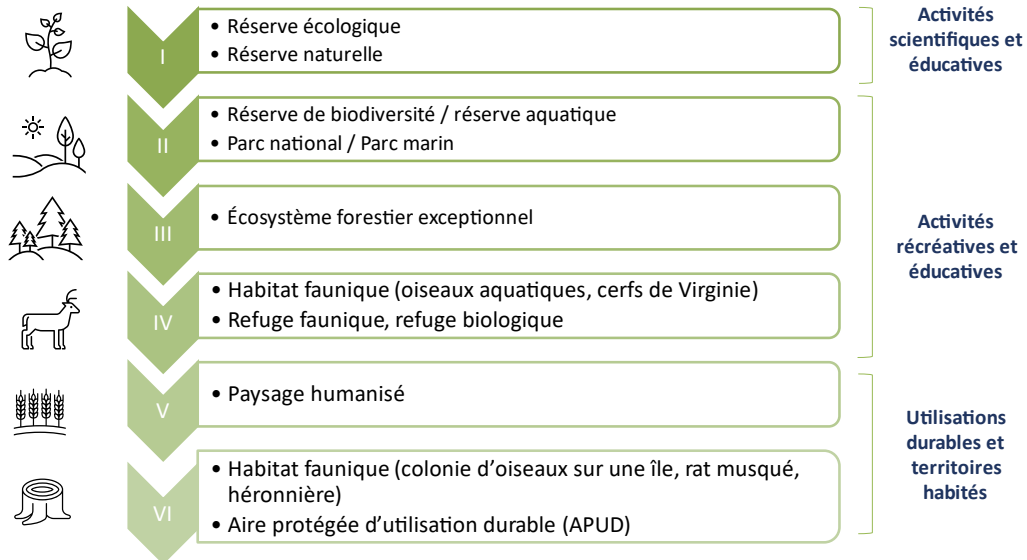 I
• Réserve écologique
• Réserve naturelle
Activités
scientifiques et
éducatives
II
• Réserve de biodiversité / réserve aquatique
• Parc national / Parc marin
III
• Écosystème forestier exceptionnel
IV
• Habitat faunique (oiseaux aquatiques, cerfs de Virginie)
• Refuge faunique, refuge biologique
Activités
récréatives et
éducatives
V
• Paysage humanisé
VI
• Habitat faunique (colonie d'oiseaux sur une île, rat musqué,
héronnière)
• Aire protégée d'utilisation durable (APUD)
Utilisations
durables et
territoires
habités